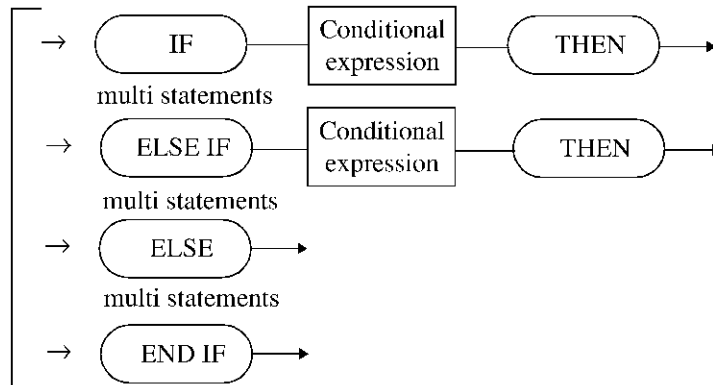 → IF Conditional expression THEN
multi statements
→ ELSE IF Conditional expression THEN
multi statements
→ ELSE
multi statements
→ END IF